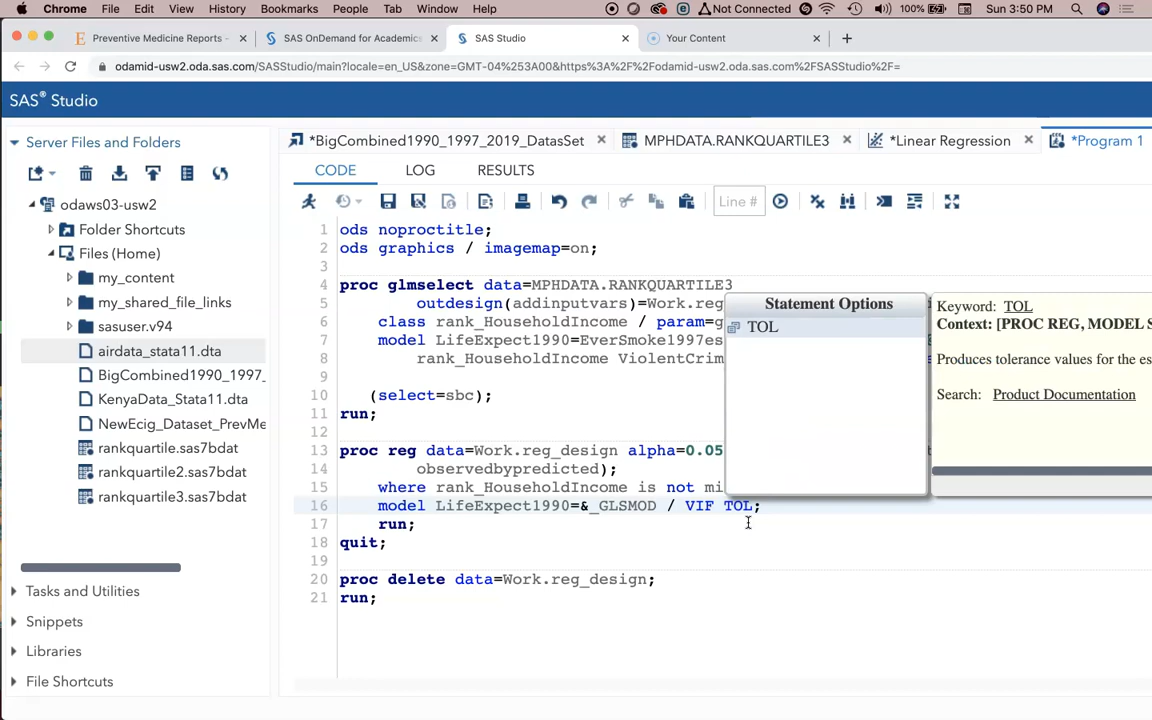 Chrome File Edit View History Bookmarks People Tab Window Help Not Connected 100% Sun 3:50 PM
Preventive Medicine Reports - SAS OnDemand for Academics SAS Studio Your Content
odamid-usw2.oda.sas.com/SASStudio/main?locale=en_US&zone=GMT-04%253A00&https%3A%2F%2Fodamid-usw2.oda.sas.com%2FSASStudio%2F=
SAS® Studio
Server Files and Folders
odaws03-usw2
Folder Shortcuts
Files (Home)
my_content
my_shared_file_links
sasuser.v94
airdata_stata11.dta
BigCombined1990_1997_
KenyaData_Stata11.dta
NewEcig_Dataset_PrevMe
rankquartile.sas7bdat
rankquartile2.sas7bdat
rankquartile3.sas7bdat
Tasks and Utilities
Snippets
Libraries
File Shortcuts
*BigCombined1990_1997_2019_DatasSet MPHDATA.RANKQUARTILE3 *Linear Regression *Program 1
CODE LOG RESULTS
Line #
1 ods noproctitle;
2 ods graphics / imagemap=on;
3
4 proc glmselect data=MPHDATA.RANKQUARTILE3
5 outdesign(addinputvars)=Work.reg
6 class rank_HouseholdIncome / param=g
7 model LifeExpect1990=EverSmoke1997es
8 rank_HouseholdIncome ViolentCrim
9
10 (select=sbc);
11 run;
12
13 proc reg data=Work.reg_design alpha=0.05
14 observedbypredicted);
15 where rank_HouseholdIncome is not mi
16 model LifeExpect1990=&_GLSMOD / VIF TOL;
17 run;
18 quit;
19
20 proc delete data=Work.reg_design;
21 run;
Statement Options
TOL
Keyword: TOL
Context: [PROC REG, MODEL S
Produces tolerance values for the es
Search: Product Documentation